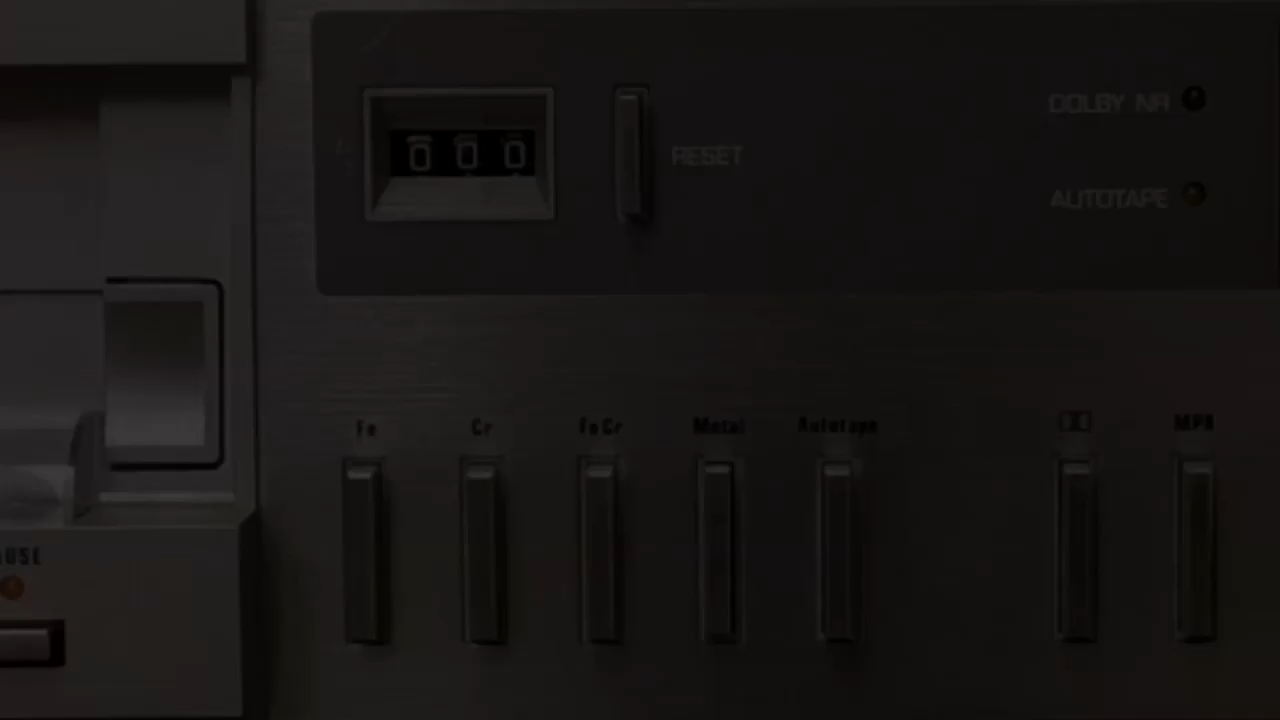 000
RESET
DOLBY NR
AUTOTAPE
Fe
Cr
FeCr
Metal
Autotape
MPX
USE